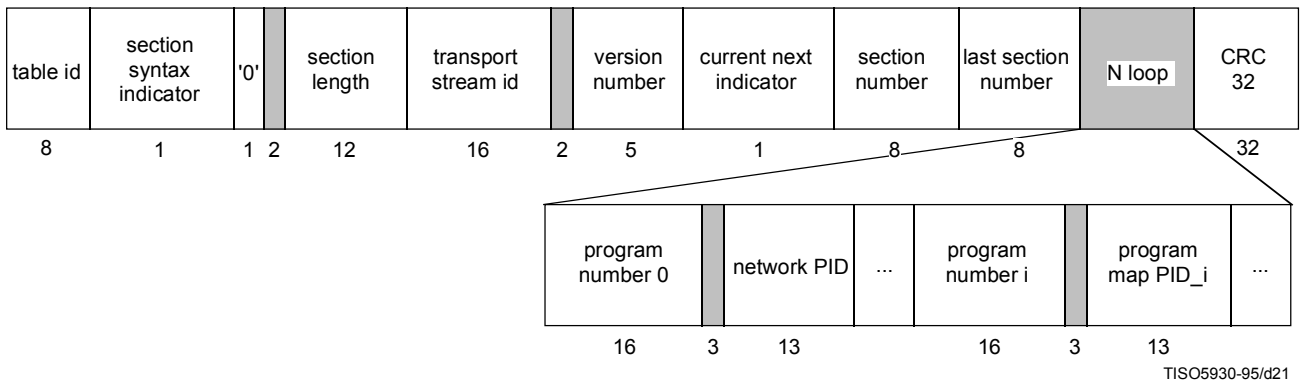 table id
section
syntax
indicator
'0'
section
length
transport
stream id
version
number
current next
indicator
section
number
last section
number
N loop
CRC
32
8 1 1 2 12 16 2 5 1 8 8 32
program
number 0
network PID
...
program
number i
program
map PID_i
...
16 3 13 16 3 13
TISO5930-95/d21